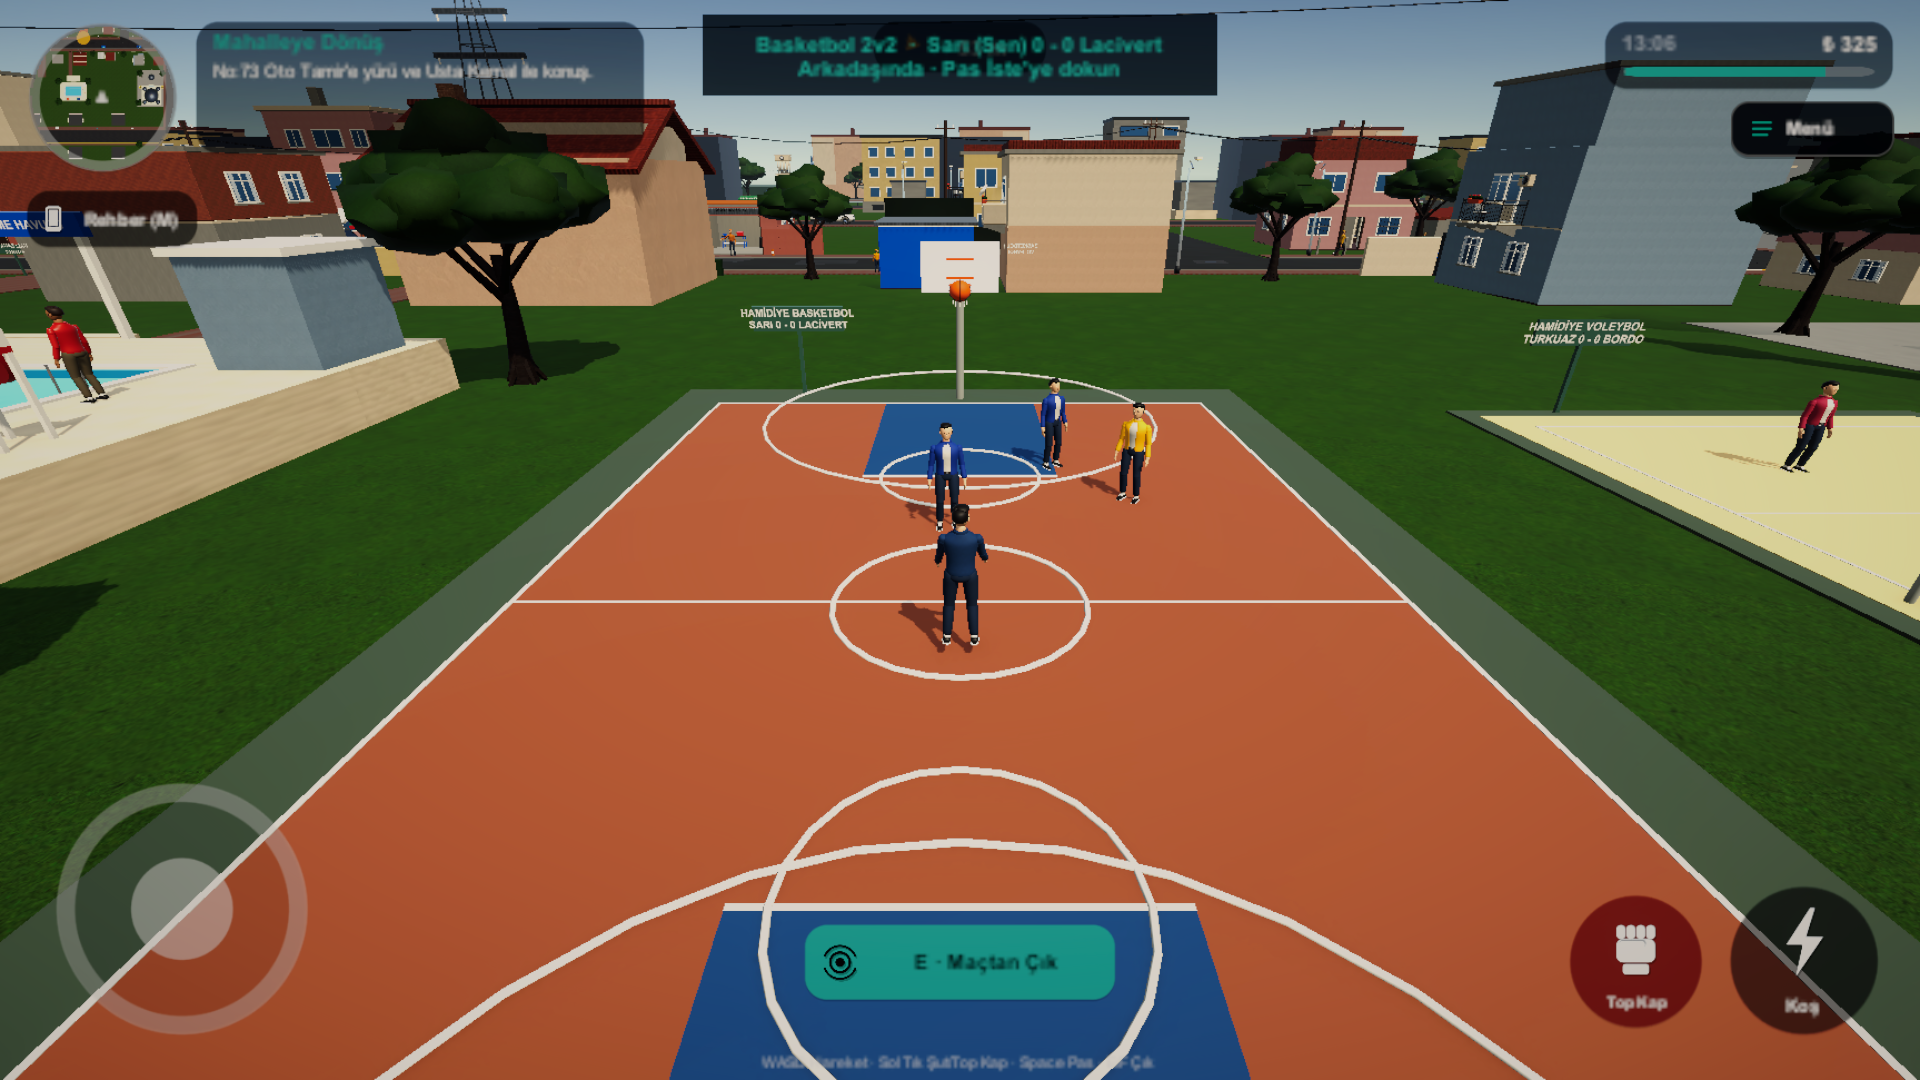 Mahalleye Dönüş
No:73 Oto Tamir'e yürü ve Usta Kemal ile konuş.
Basketbol 2v2 - Sarı (Sen) 0 - 0 Lacivert
Arkadaşında - Pas İste'ye dokun
13:06
₺ 325
Menü
Rehber (M)
HAMİDİYE BASKETBOL
SARI 0 - 0 LACİVERT
HAMİDİYE VOLEYBOL
TURKUAZ 0 - 0 BORDO
E - Maçtan Çık
Top Kap
Koş
Sol Tık Şut/Top Kap · Space Pas
Çık